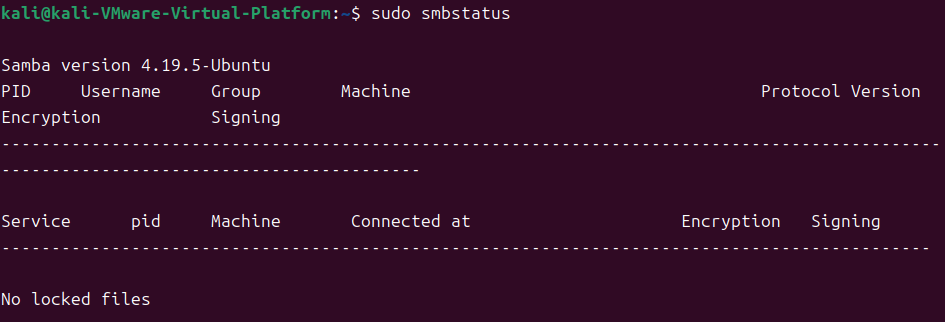 kali@kali-VMware-Virtual-Platform:~$ sudo smbstatus
Samba version 4.19.5-Ubuntu
PID     Username     Group        Machine                                   Protocol Version
Encryption           Signing
----------------------------------------------------------------------------------------------
------------------------------------------
Service      pid     Machine       Connected at                     Encryption   Signing
---------------------------------------------------------------------------------------------
No locked files